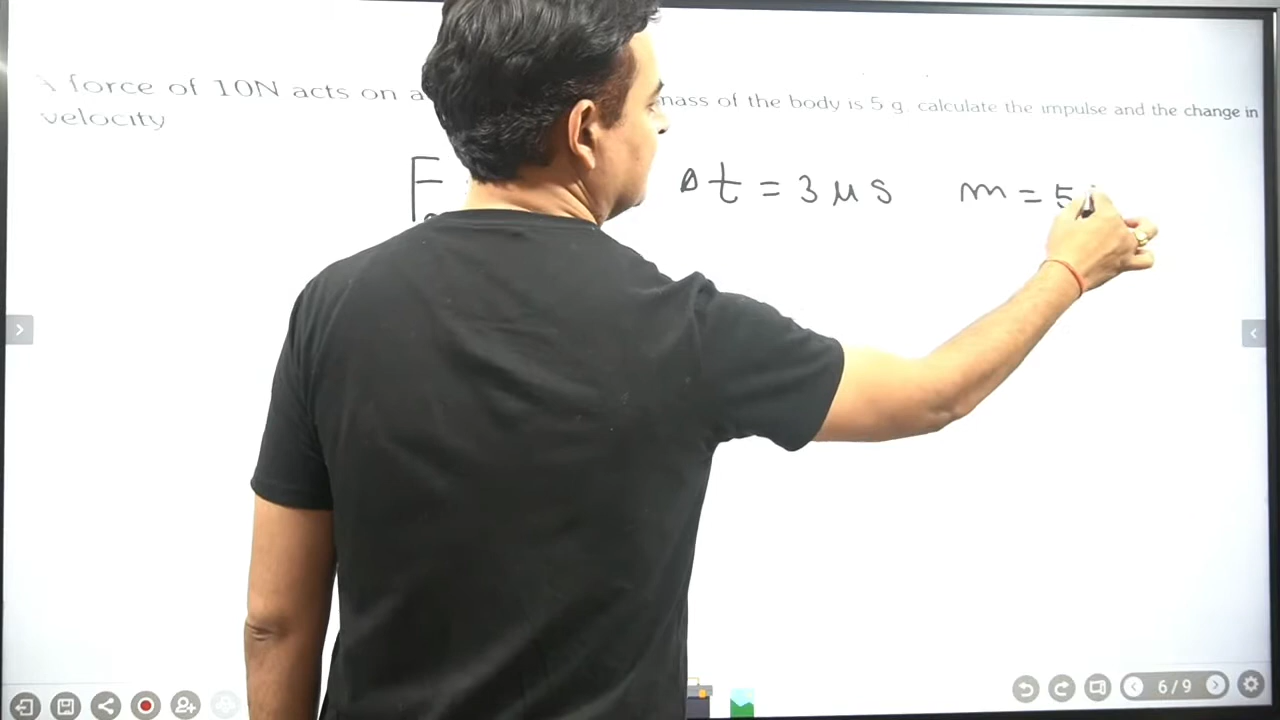 force of 10N acts on a mass of the body is 5 g. calculate the impulse and the change in
velocity
F Δt = 3 μs m = 5
6/9